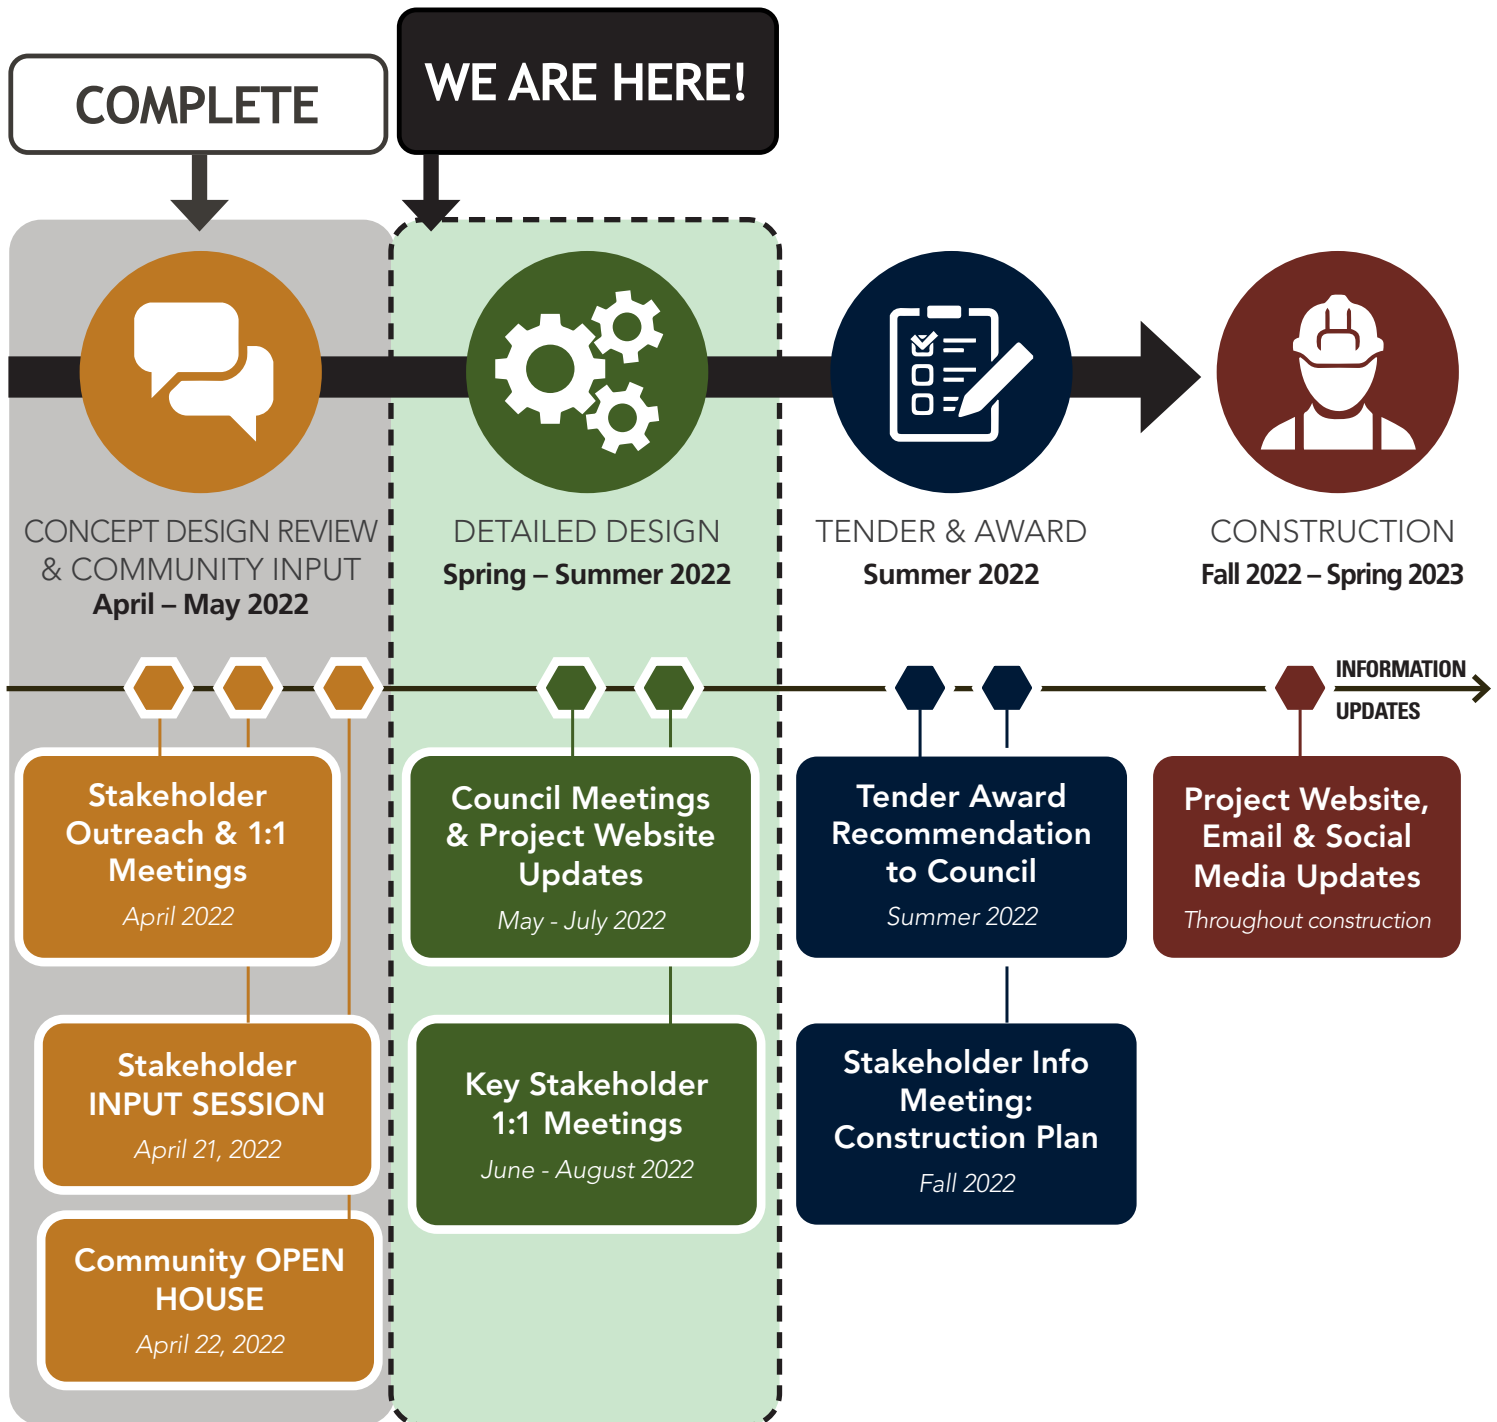 COMPLETE
WE ARE HERE!
CONCEPT DESIGN REVIEW
& COMMUNITY INPUT
April – May 2022
DETAILED DESIGN
Spring – Summer 2022
TENDER & AWARD
Summer 2022
CONSTRUCTION
Fall 2022 – Spring 2023
INFORMATION
UPDATES
Stakeholder
Outreach & 1:1
Meetings
April 2022
Stakeholder
INPUT SESSION
April 21, 2022
Community OPEN
HOUSE
April 22, 2022
Council Meetings
& Project Website
Updates
May - July 2022
Key Stakeholder
1:1 Meetings
June - August 2022
Tender Award
Recommendation
to Council
Summer 2022
Stakeholder Info
Meeting:
Construction Plan
Fall 2022
Project Website,
Email & Social
Media Updates
Throughout construction